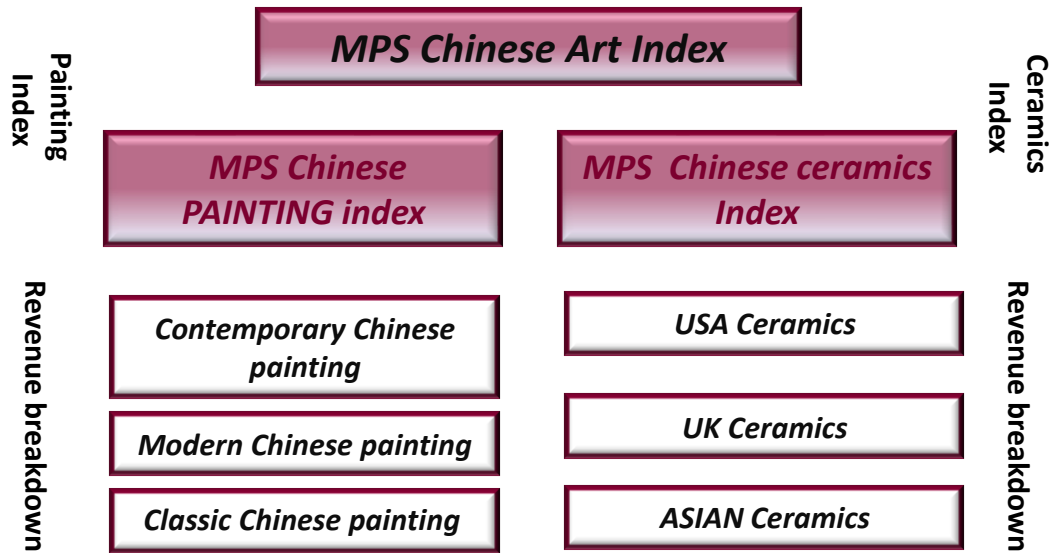 MPS Chinese Art Index
Painting
Index
Ceramics
Index
MPS Chinese
PAINTING index
MPS  Chinese ceramics
Index
Revenue breakdown
Contemporary Chinese
painting
Modern Chinese painting
Classic Chinese painting
USA Ceramics
UK Ceramics
ASIAN Ceramics
Revenue breakdown